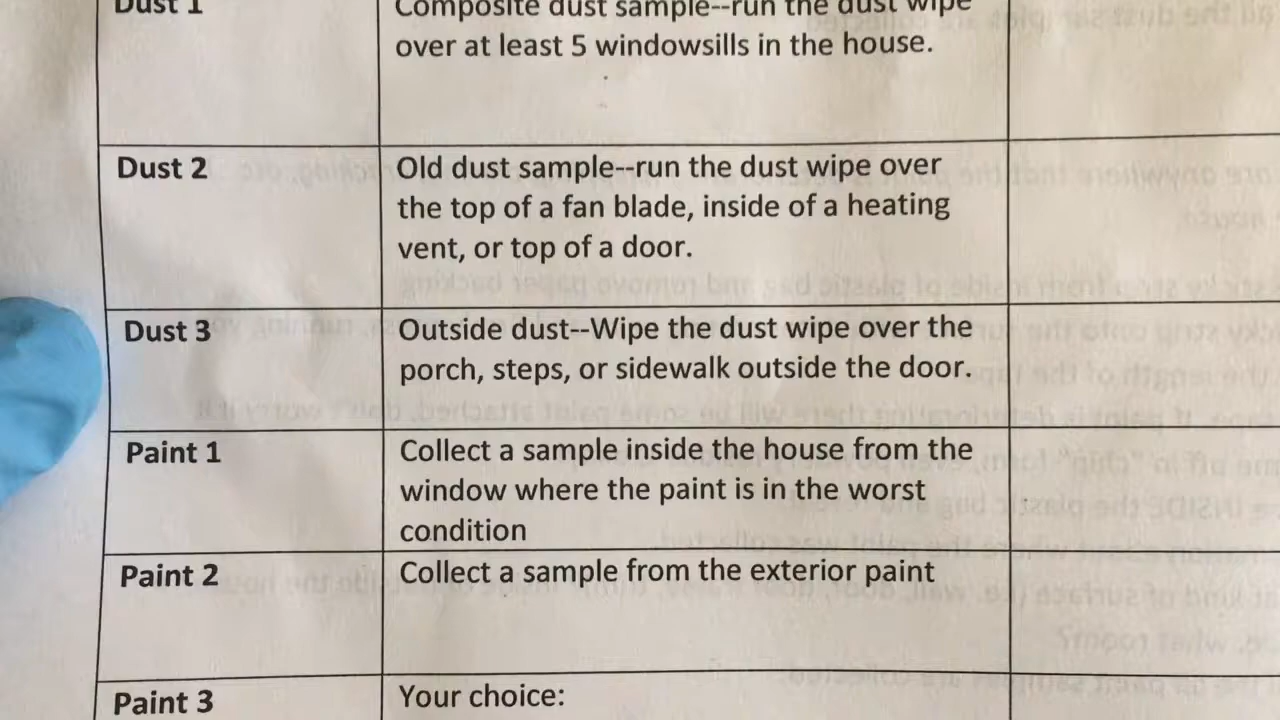 Dust 1
Composite dust sample--run the dust wipe
over at least 5 windowsills in the house.
Dust 2
Old dust sample--run the dust wipe over
the top of a fan blade, inside of a heating
vent, or top of a door.
Dust 3
Outside dust--Wipe the dust wipe over the
porch, steps, or sidewalk outside the door.
Paint 1
Collect a sample inside the house from the
window where the paint is in the worst
condition
Paint 2
Collect a sample from the exterior paint
Paint 3
Your choice: